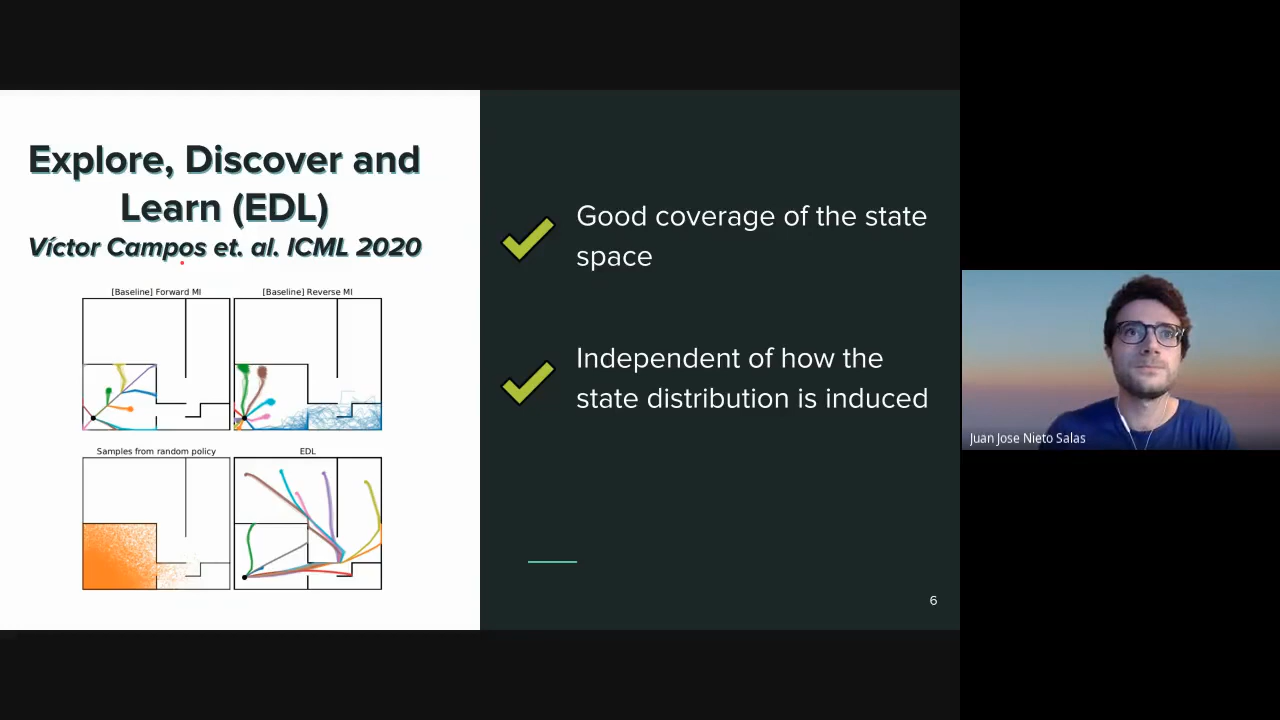 Explore, Discover and
Learn (EDL)
Víctor Campos et. al. ICML 2020
[Baseline] Forward MI
[Baseline] Reverse MI
Samples from random policy
EDL
Good coverage of the state
space
Independent of how the
state distribution is induced
6
Juan Jose Nieto Salas